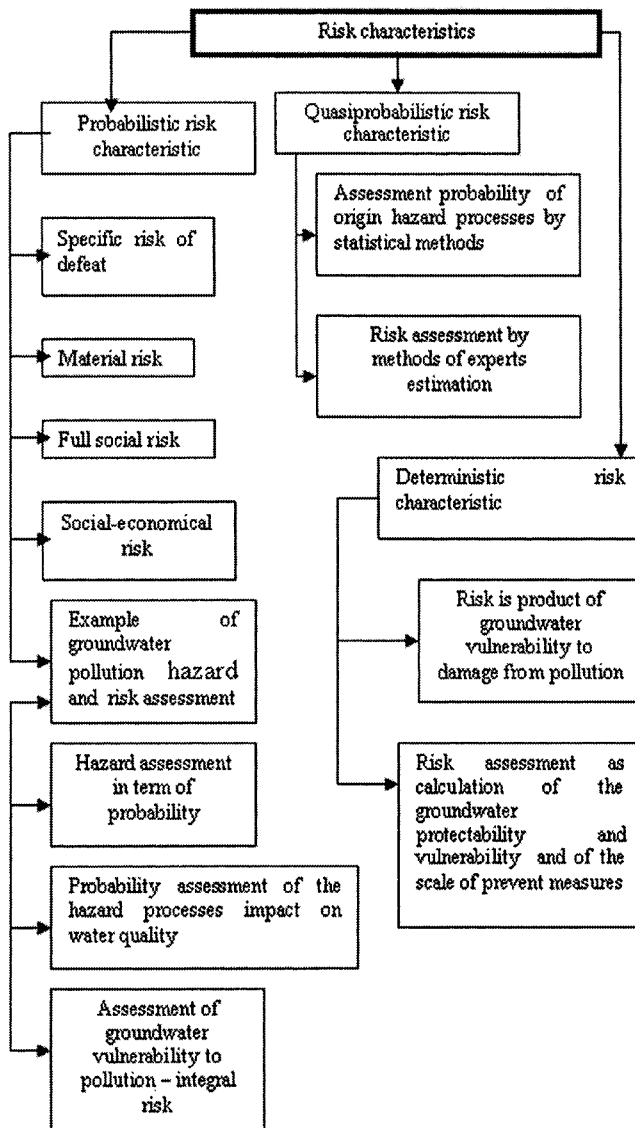 Risk characteristics
Probabilistic risk
characteristic
Quasiprobabilistic risk
characteristic
Assessment probability of
origin hazard processes by
statistical methods
Specific risk of
defeat
Risk assessment by
methods of experts
estimation
Material risk
Full social risk
Deterministic risk
characteristic
Social-economical
risk
Risk is product of
groundwater
vulnerability to
damage from pollution
Example of
groundwater
pollution hazard
and risk assessment
Hazard assessment
in term of
probability
Risk assessment as
calculation of the
groundwater
protectability and
vulnerability and of the
scale of prevent measures
Probability assessment of the
hazard processes impact on
water quality
Assessment of
groundwater
vulnerability to
pollution – integral
risk